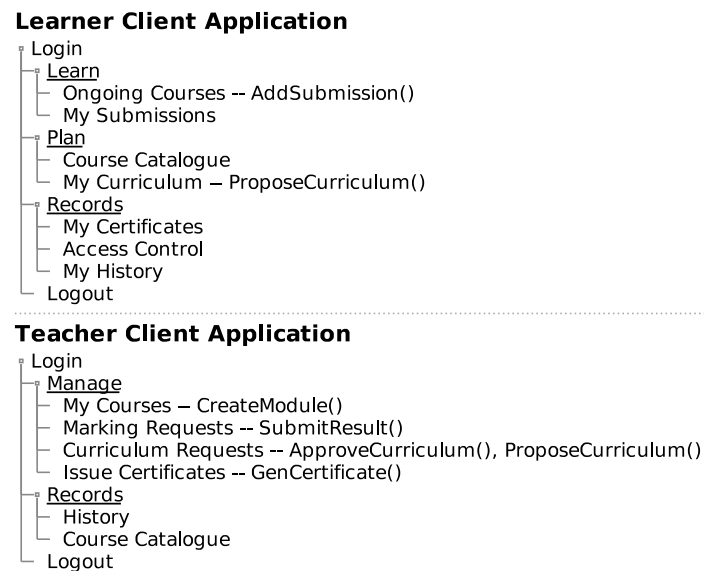 Learner Client Application
Login
Learn
Ongoing Courses -- AddSubmission()
My Submissions
Plan
Course Catalogue
My Curriculum – ProposeCurriculum()
Records
My Certificates
Access Control
My History
Logout
Teacher Client Application
Login
Manage
My Courses – CreateModule()
Marking Requests -- SubmitResult()
Curriculum Requests -- ApproveCurriculum(), ProposeCurriculum()
Issue Certificates -- GenCertificate()
Records
History
Course Catalogue
Logout